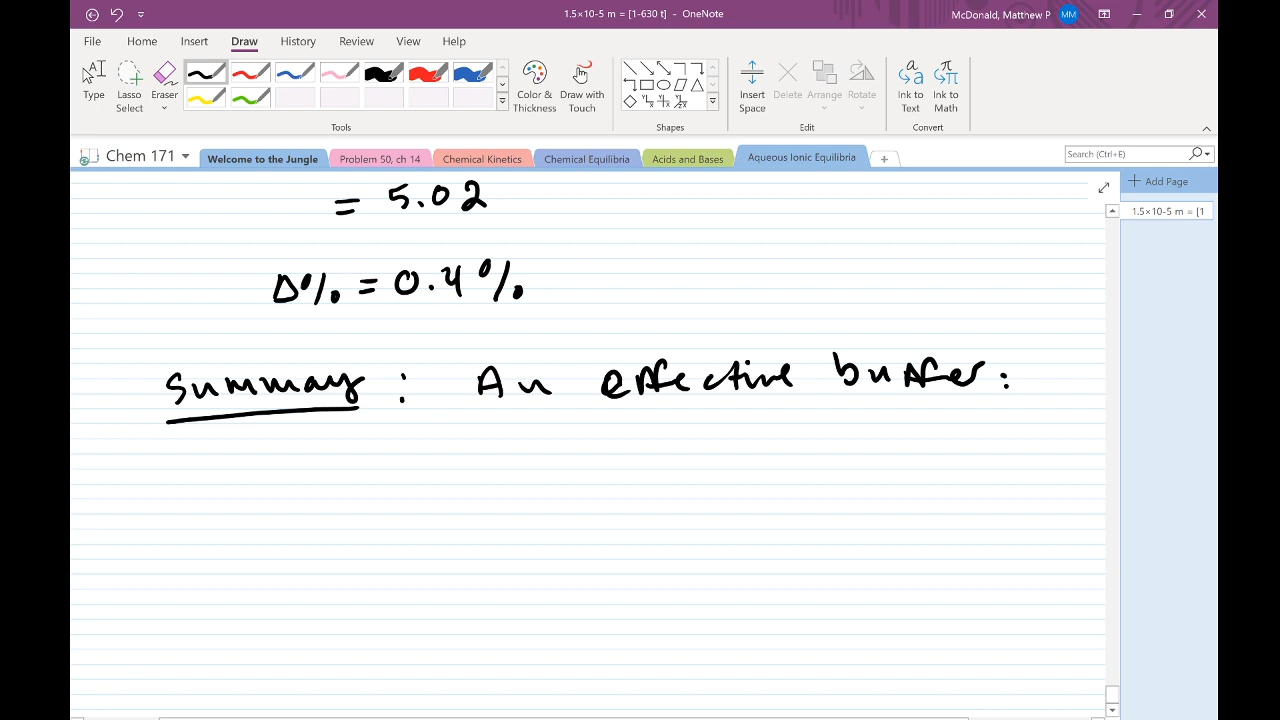 1.5×10-5 m = [1-630 t] - OneNote
McDonald, Matthew P MM
File Home Insert Draw History Review View Help
Type
Lasso Select
Eraser
Color & Thickness
Draw with Touch
Insert Space
Delete
Arrange
Rotate
Ink to Text
Ink to Math
Tools Shapes Edit Convert
Chem 171 Welcome to the Jungle Problem 50, ch 14 Chemical Kinetics Chemical Equilibria Acids and Bases Aqueous Ionic Equilibria
Search (Ctrl+E)
Add Page
1.5×10-5 m = [1
= 5.02
Δ% = 0.4%
Summary : An effective buffer :